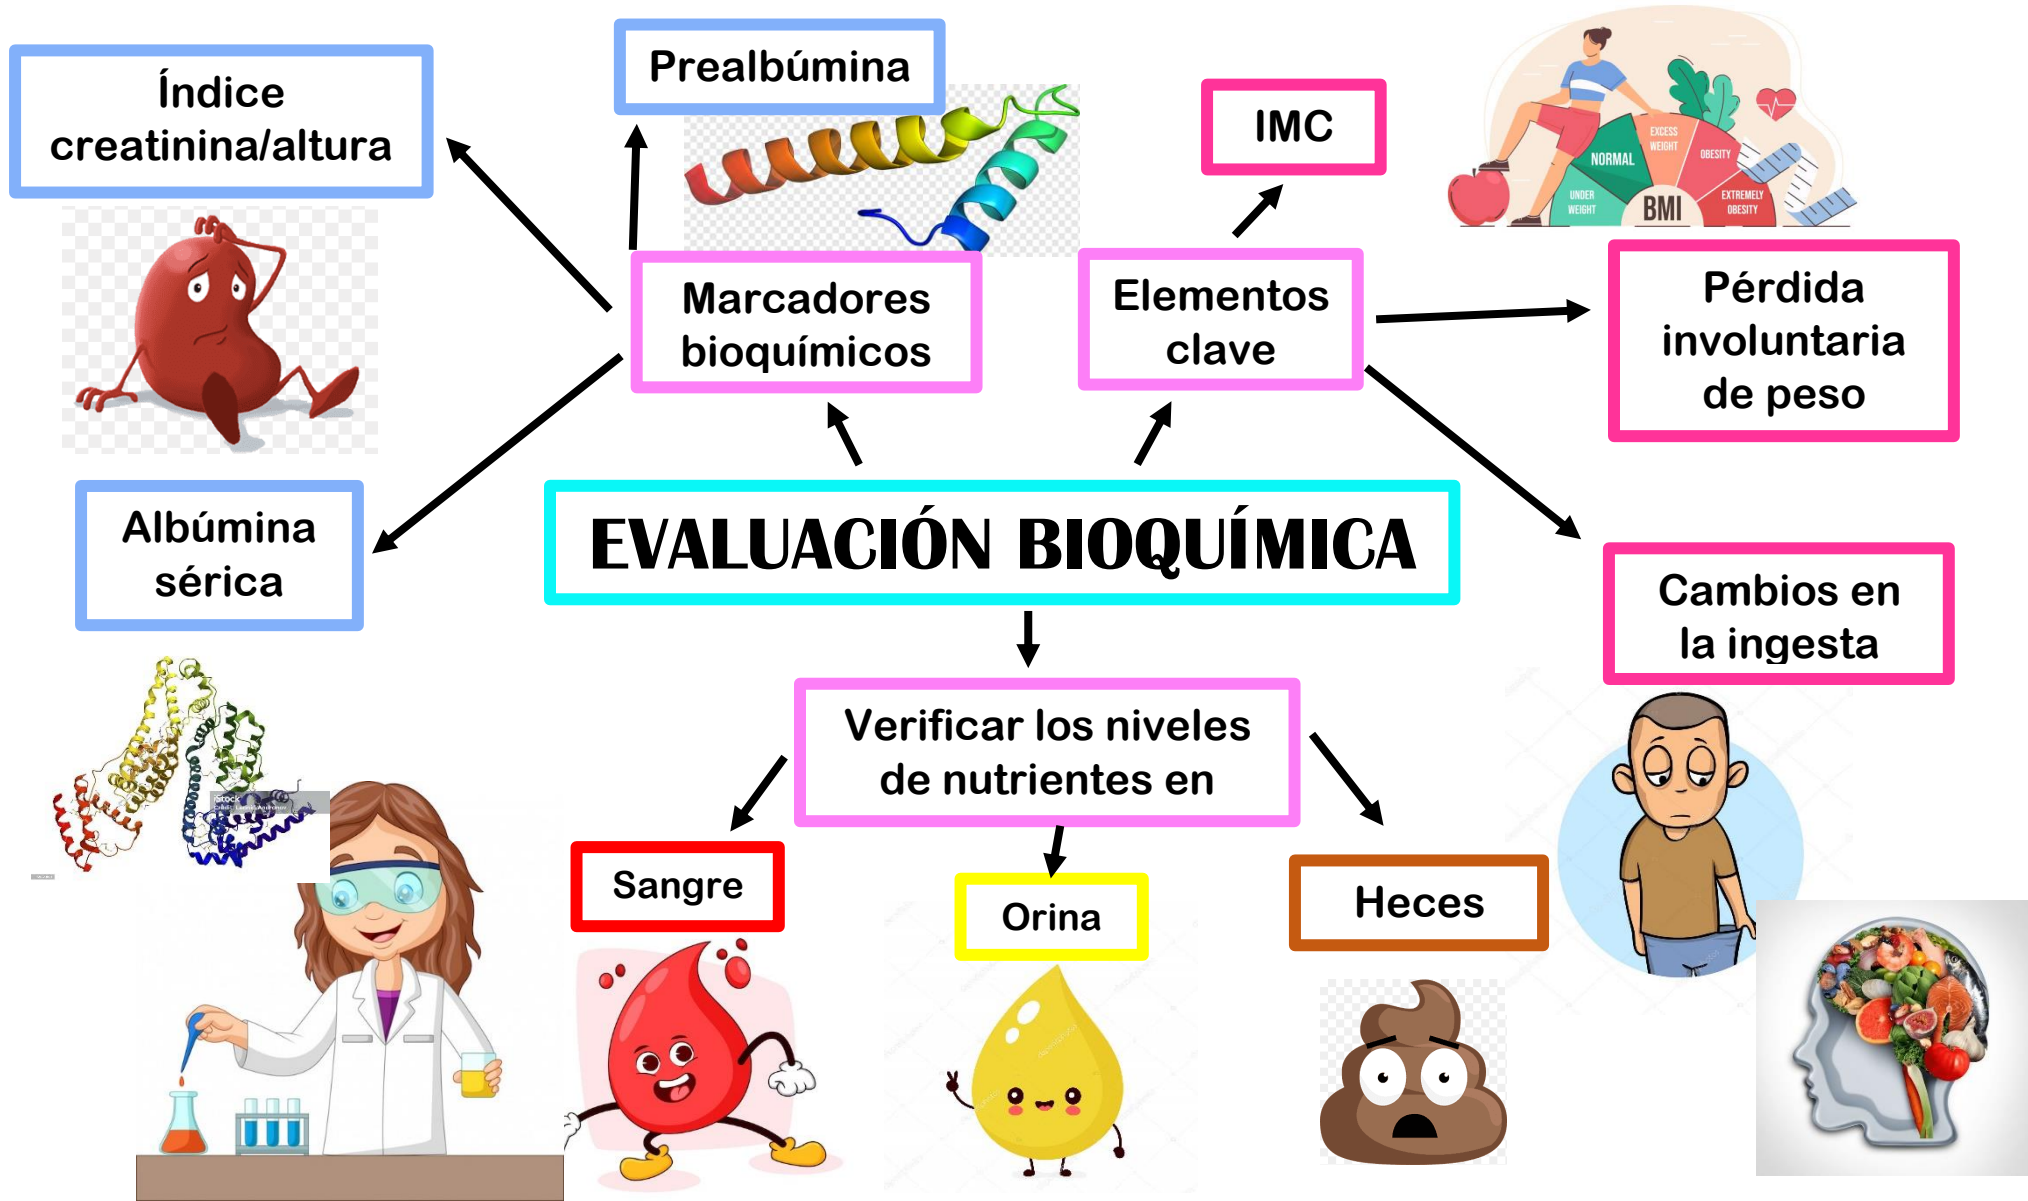 Índice
creatinina/altura
Prealbúmina
IMC
NORMAL
EXCESS
WEIGHT
OBESITY
UNDER
WEIGHT
BMI
EXTREMELY
OBESITY
Marcadores
bioquímicos
Elementos
clave
Pérdida
involuntaria
de peso
Albúmina
sérica
EVALUACIÓN BIOQUÍMICA
Cambios en
la ingesta
Verificar los niveles
de nutrientes en
iStock
Sangre
Orina
Heces